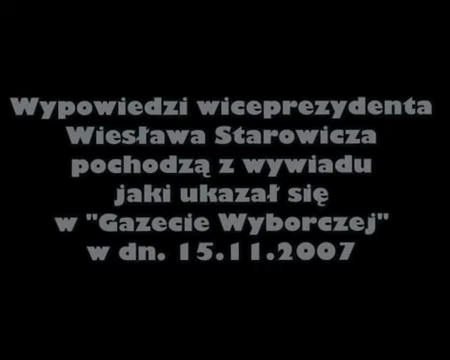 Wypowiedzi wiceprezydenta
Wiesława Starowicza
pochodzą z wywiadu
jaki ukazał się
w "Gazecie Wyborczej"
w dn. 15.11.2007